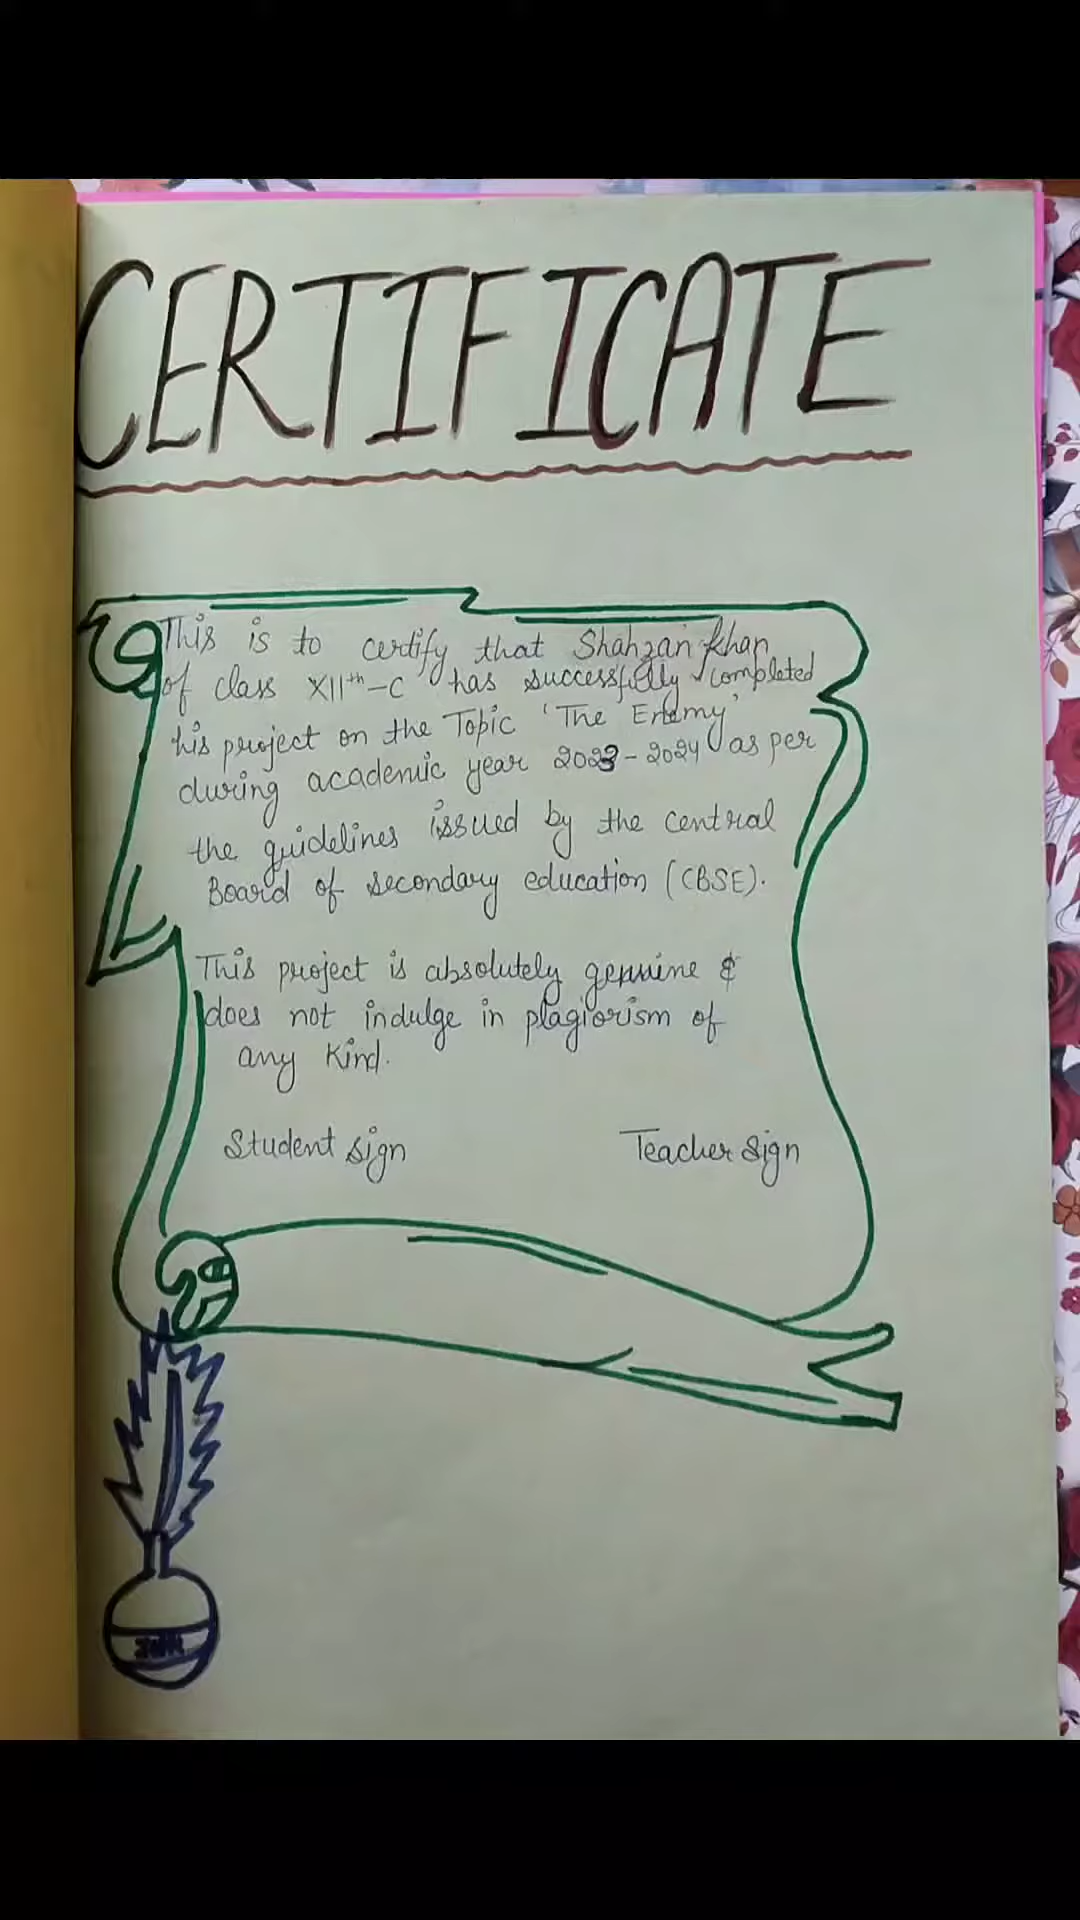 CERTIFICATE
This is to certify that Shahzan khan
of class XIIth-C has successfully completed
his project on the Topic 'The Enemy'
during academic year 2023-2024 as per
the guidelines issued by the central
Board of secondary education (CBSE).
This project is absolutely genuine &
does not indulge in plagiorism of
any kind.
Student sign Teacher sign